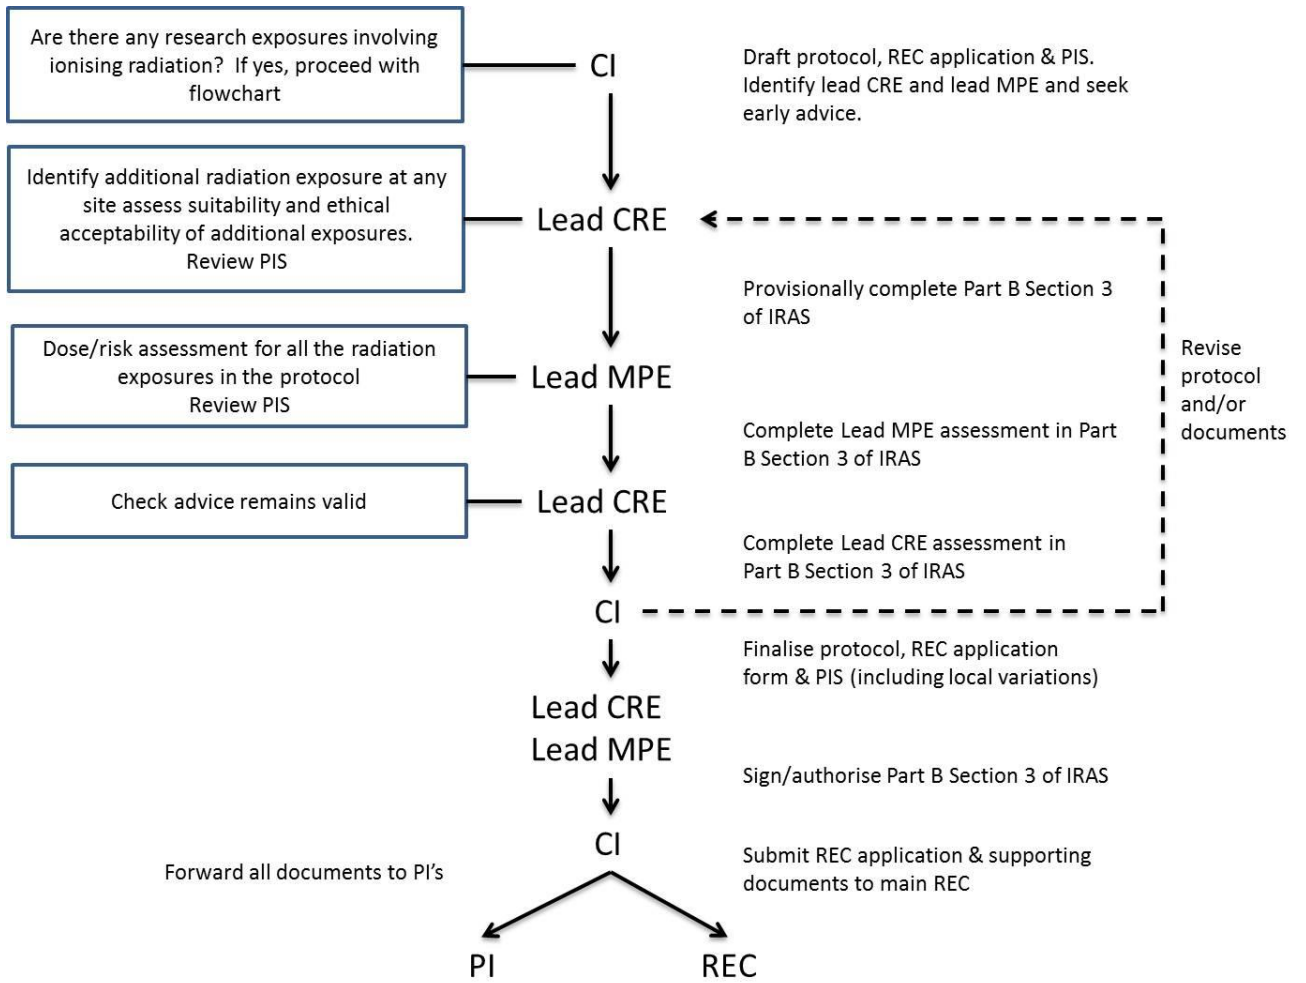 Are there any research exposures involving
ionising radiation?  If yes, proceed with
flowchart
CI
Draft protocol, REC application & PIS.
Identify lead CRE and lead MPE and seek
early advice.
Identify additional radiation exposure at any
site assess suitability and ethical
acceptability of additional exposures.
Review PIS
Lead CRE
Provisionally complete Part B Section 3
of IRAS
Dose/risk assessment for all the radiation
exposures in the protocol
Review PIS
Lead MPE
Revise
protocol
and/or
documents
Complete Lead MPE assessment in Part
B Section 3 of IRAS
Check advice remains valid
Lead CRE
Complete Lead CRE assessment in
Part B Section 3 of IRAS
CI
Finalise protocol, REC application
form & PIS (including local variations)
Lead CRE
Lead MPE
Sign/authorise Part B Section 3 of IRAS
CI
Forward all documents to PI's
Submit REC application & supporting
documents to main REC
PI
REC